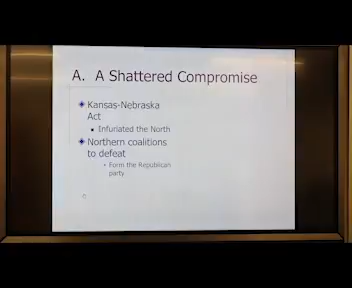 A. A Shattered Compromise
Kansas-Nebraska
Act
Infuriated the North
Northern coalitions
to defeat
Form the Republican
party